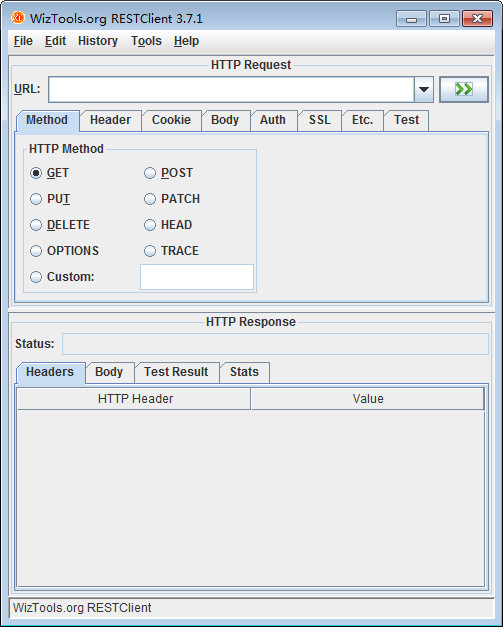 WizTools.org RESTClient 3.7.1
File Edit History Tools Help
HTTP Request
URL:
Method Header Cookie Body Auth SSL Etc. Test
HTTP Method
GET POST
PUT PATCH
DELETE HEAD
OPTIONS TRACE
Custom:
HTTP Response
Status:
Headers Body Test Result Stats
HTTP Header Value
WizTools.org RESTClient